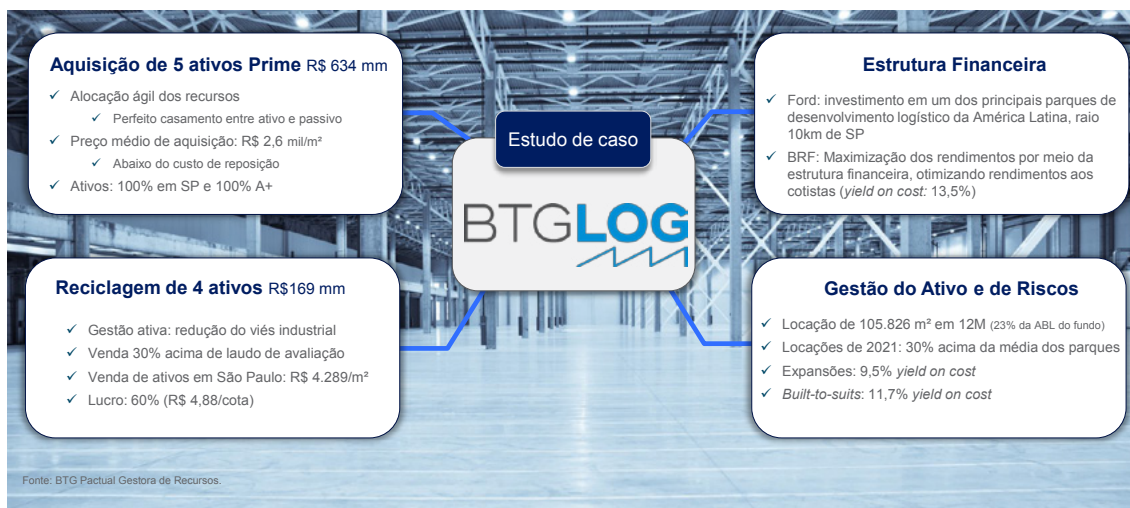 Aquisição de 5 ativos Prime R$ 634 mm
✓ Alocação ágil dos recursos
✓ Perfeito casamento entre ativo e passivo
✓ Preço médio de aquisição: R$ 2,6 mil/m²
✓ Abaixo do custo de reposição
✓ Ativos: 100% em SP e 100% A+
Estudo de caso
BTGLOG
Estrutura Financeira
✓ Ford: investimento em um dos principais parques de
desenvolvimento logístico da América Latina, raio
10km de SP
✓ BRF: Maximização dos rendimentos por meio da
estrutura financeira, otimizando rendimentos aos
cotistas (yield on cost: 13,5%)
Reciclagem de 4 ativos R$169 mm
✓ Gestão ativa: redução do viés industrial
✓ Venda 30% acima de laudo de avaliação
✓ Venda de ativos em São Paulo: R$ 4.289/m²
✓ Lucro: 60% (R$ 4,88/cota)
Gestão do Ativo e de Riscos
✓ Locação de 105.826 m² em 12M (23% da ABL do fundo)
✓ Locações de 2021: 30% acima da média dos parques
✓ Expansões: 9,5% yield on cost
✓ Built-to-suits: 11,7% yield on cost
Fonte: BTG Pactual Gestora de Recursos.